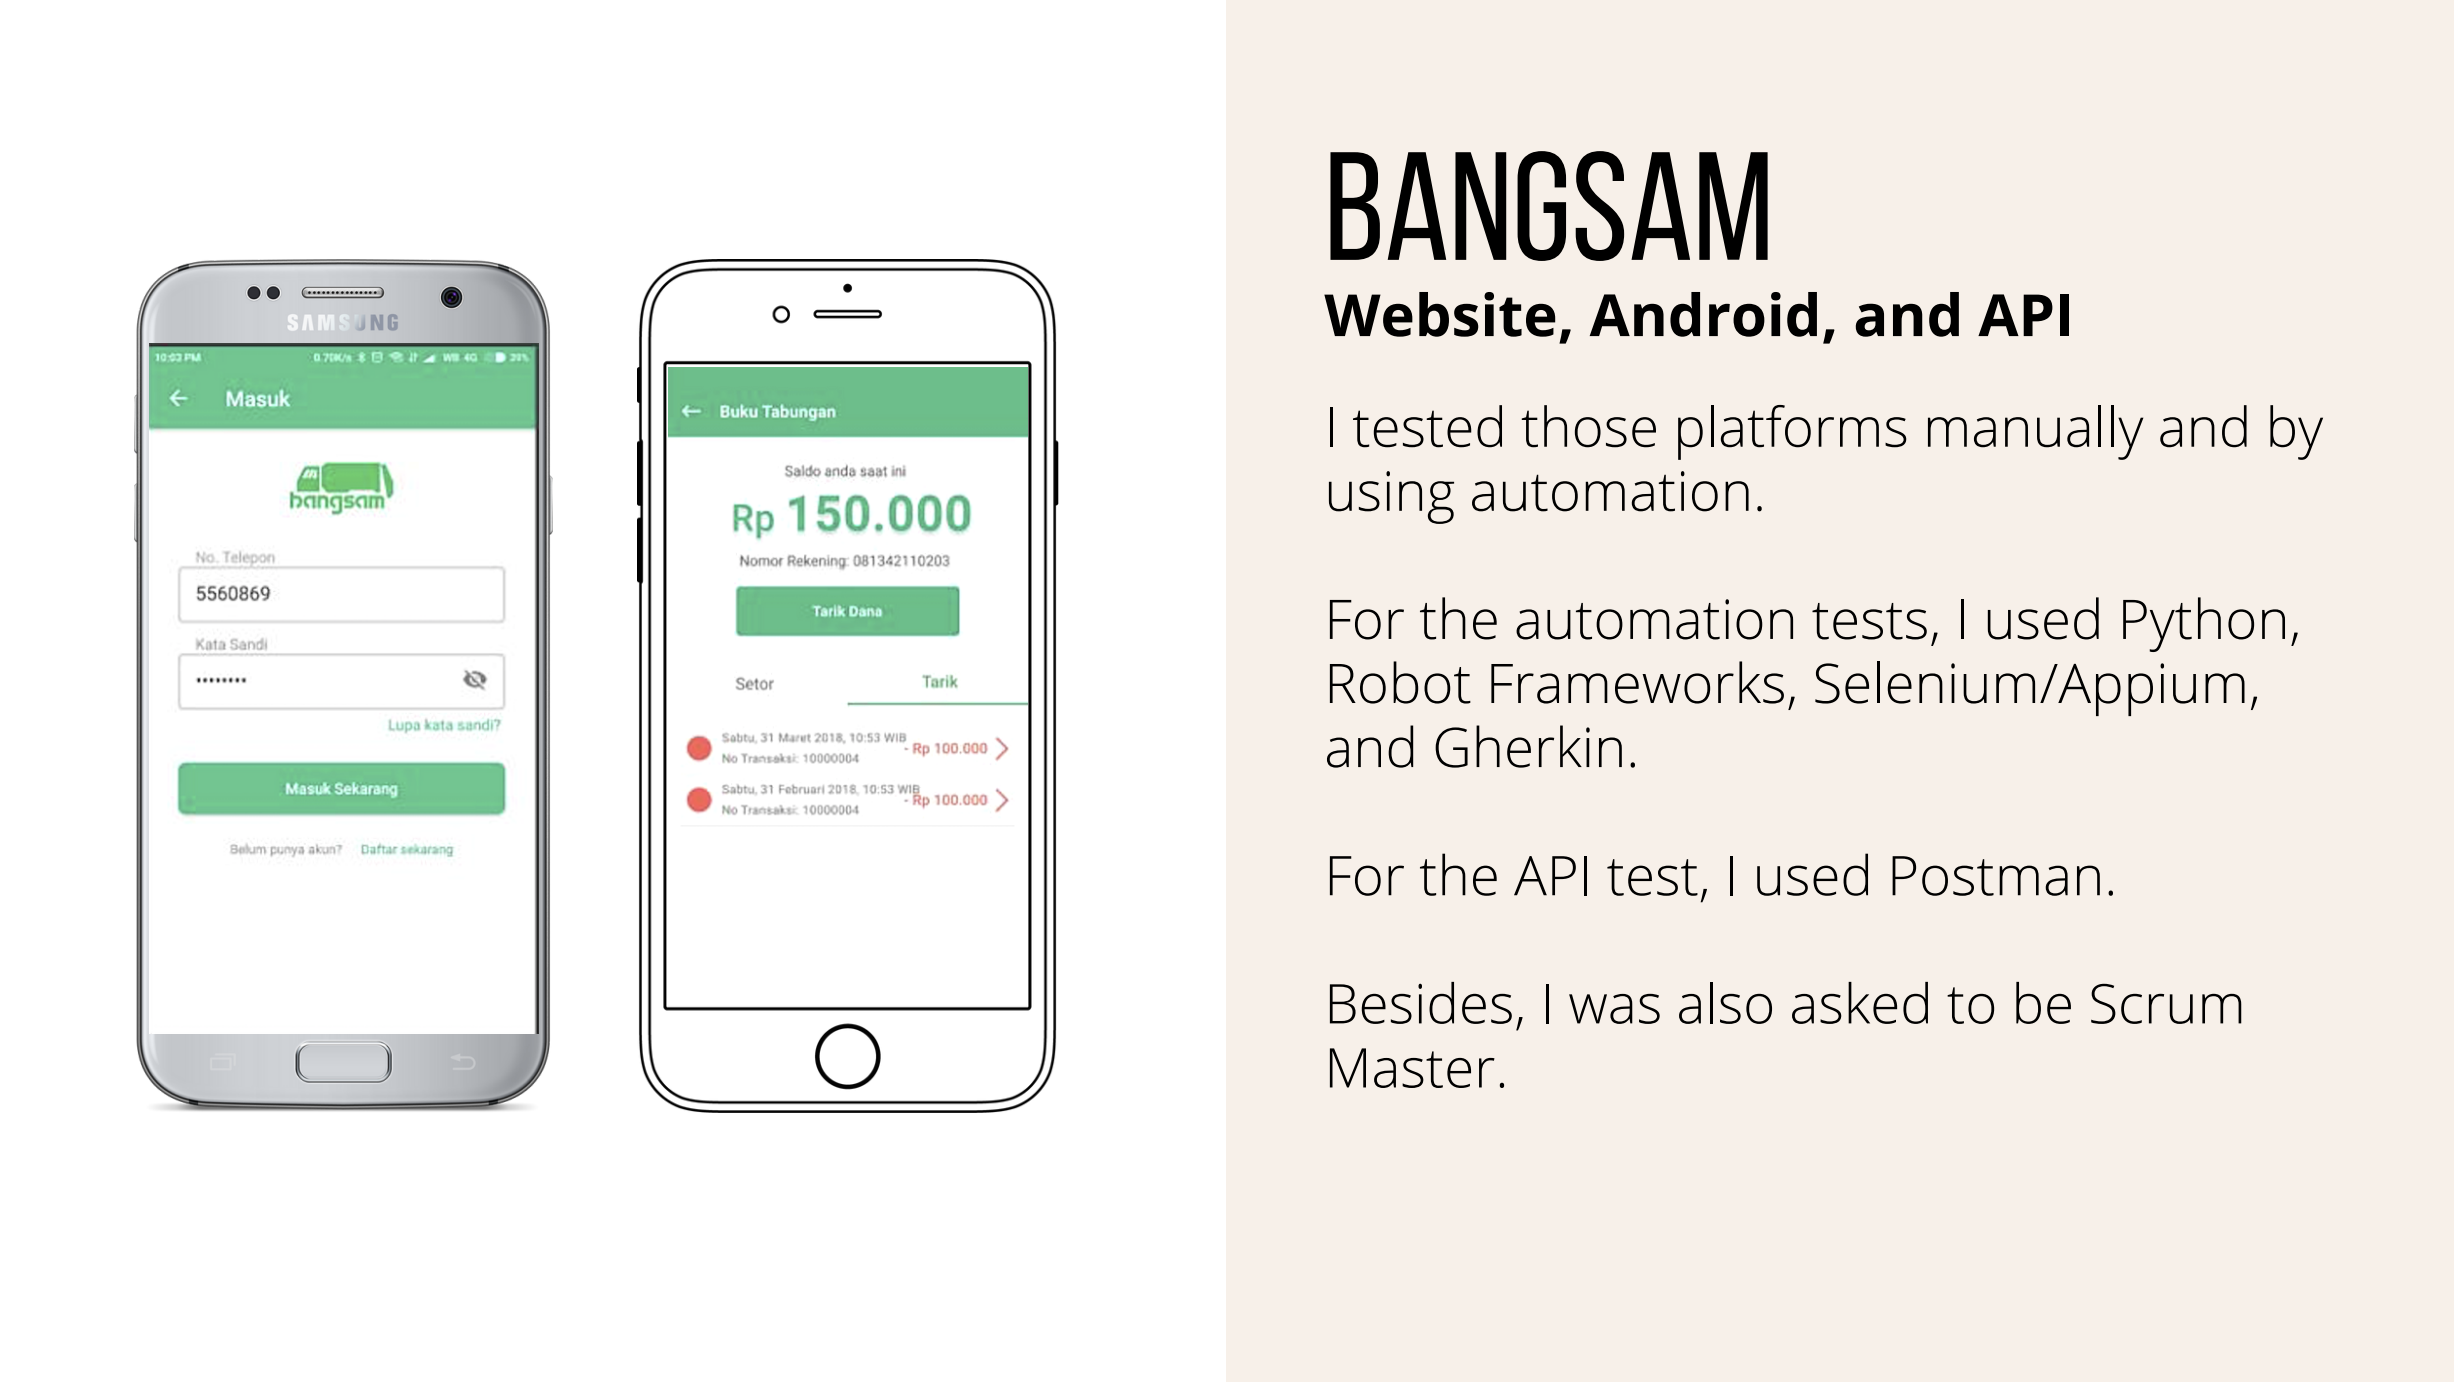 SAMSUNG
10:03 PM 0.70K/s WB 4G 39%
Masuk
bangsam
No. Telepon
5560869
Kata Sandi
••••••••
Lupa kata sandi?
Masuk Sekarang
Belum punya akun? Daftar sekarang
Buku Tabungan
Saldo anda saat ini
Rp 150.000
Nomor Rekening: 081342110203
Tarik Dana
Setor Tarik
Sabtu, 31 Maret 2018, 10:53 WIB
- Rp 100.000
No Transaksi: 10000004
Sabtu, 31 Februari 2018, 10:53 WIB
- Rp 100.000
No Transaksi: 10000004
BANGSAM
Website, Android, and API
I tested those platforms manually and by
using automation.
For the automation tests, I used Python,
Robot Frameworks, Selenium/Appium,
and Gherkin.
For the API test, I used Postman.
Besides, I was also asked to be Scrum
Master.